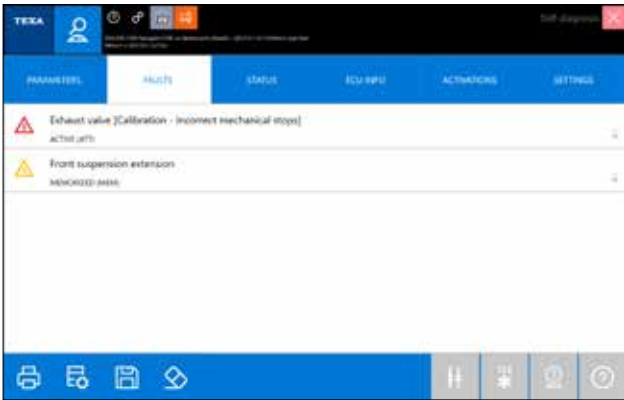 TEXA
Self-diagnosis
PARAMETERS
FAULTS
STATUS
ECU INFO
ACTIVATIONS
SETTINGS
Exhaust valve [Calibration - Incorrect mechanical stops]
ACTIVE (ATT)
Front suspension extension
MEMORIZED (MEM)